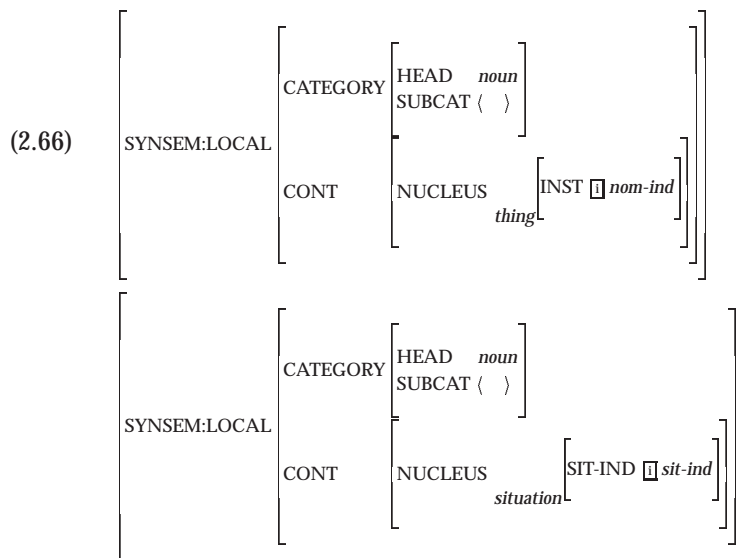 HEAD noun
CATEGORY
SUBCAT ⟨ ⟩
(2.66) SYNSEM:LOCAL
CONT NUCLEUS INST i nom-ind
thing
HEAD noun
CATEGORY
SUBCAT ⟨ ⟩
SYNSEM:LOCAL
CONT NUCLEUS SIT-IND i sit-ind
situation